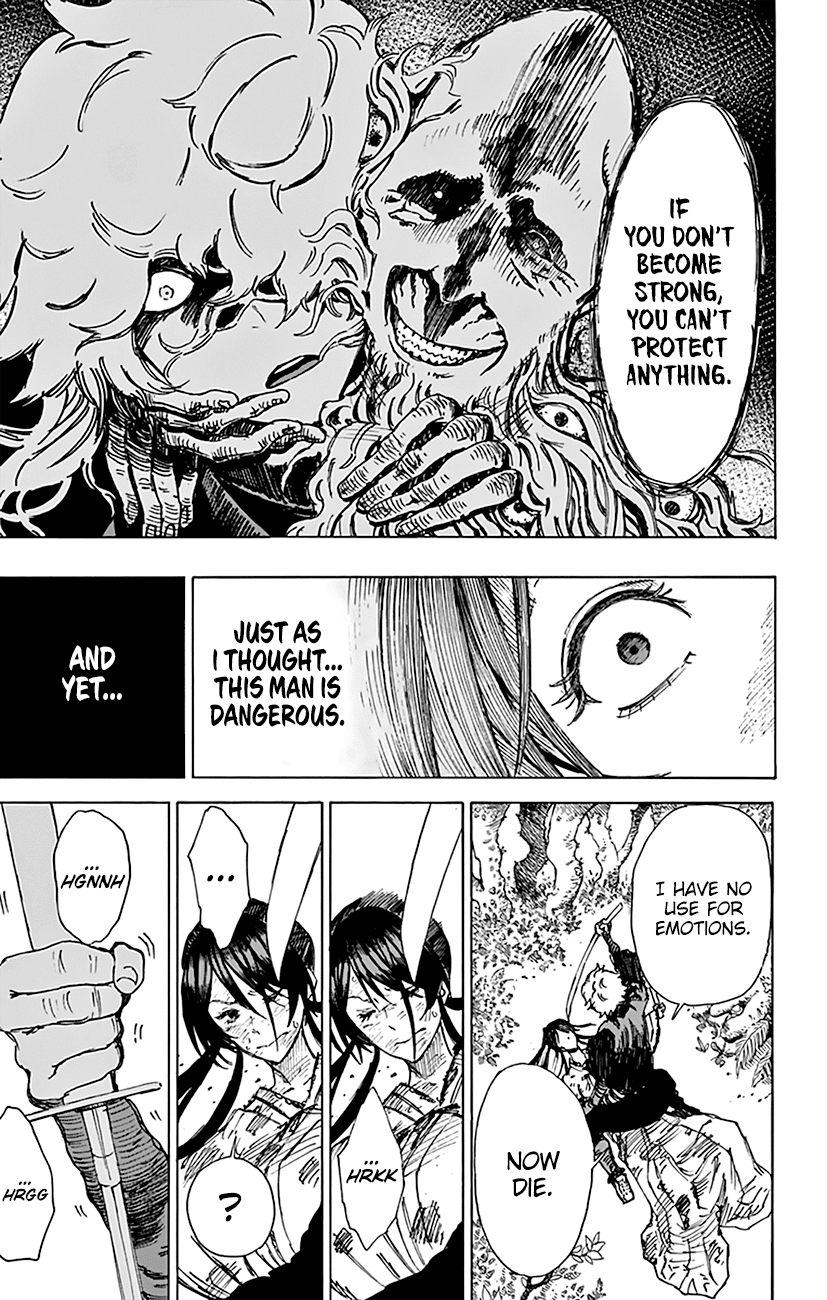 IF
YOU DON'T
BECOME
STRONG,
YOU CAN'T
PROTECT
ANYTHING.
JUST AS
I THOUGHT...
THIS MAN IS
DANGEROUS.
AND
YET...
I HAVE NO
USE FOR
EMOTIONS.
NOW
DIE.
...
HRKK
...
?
...
HGNNH
...
HRGG